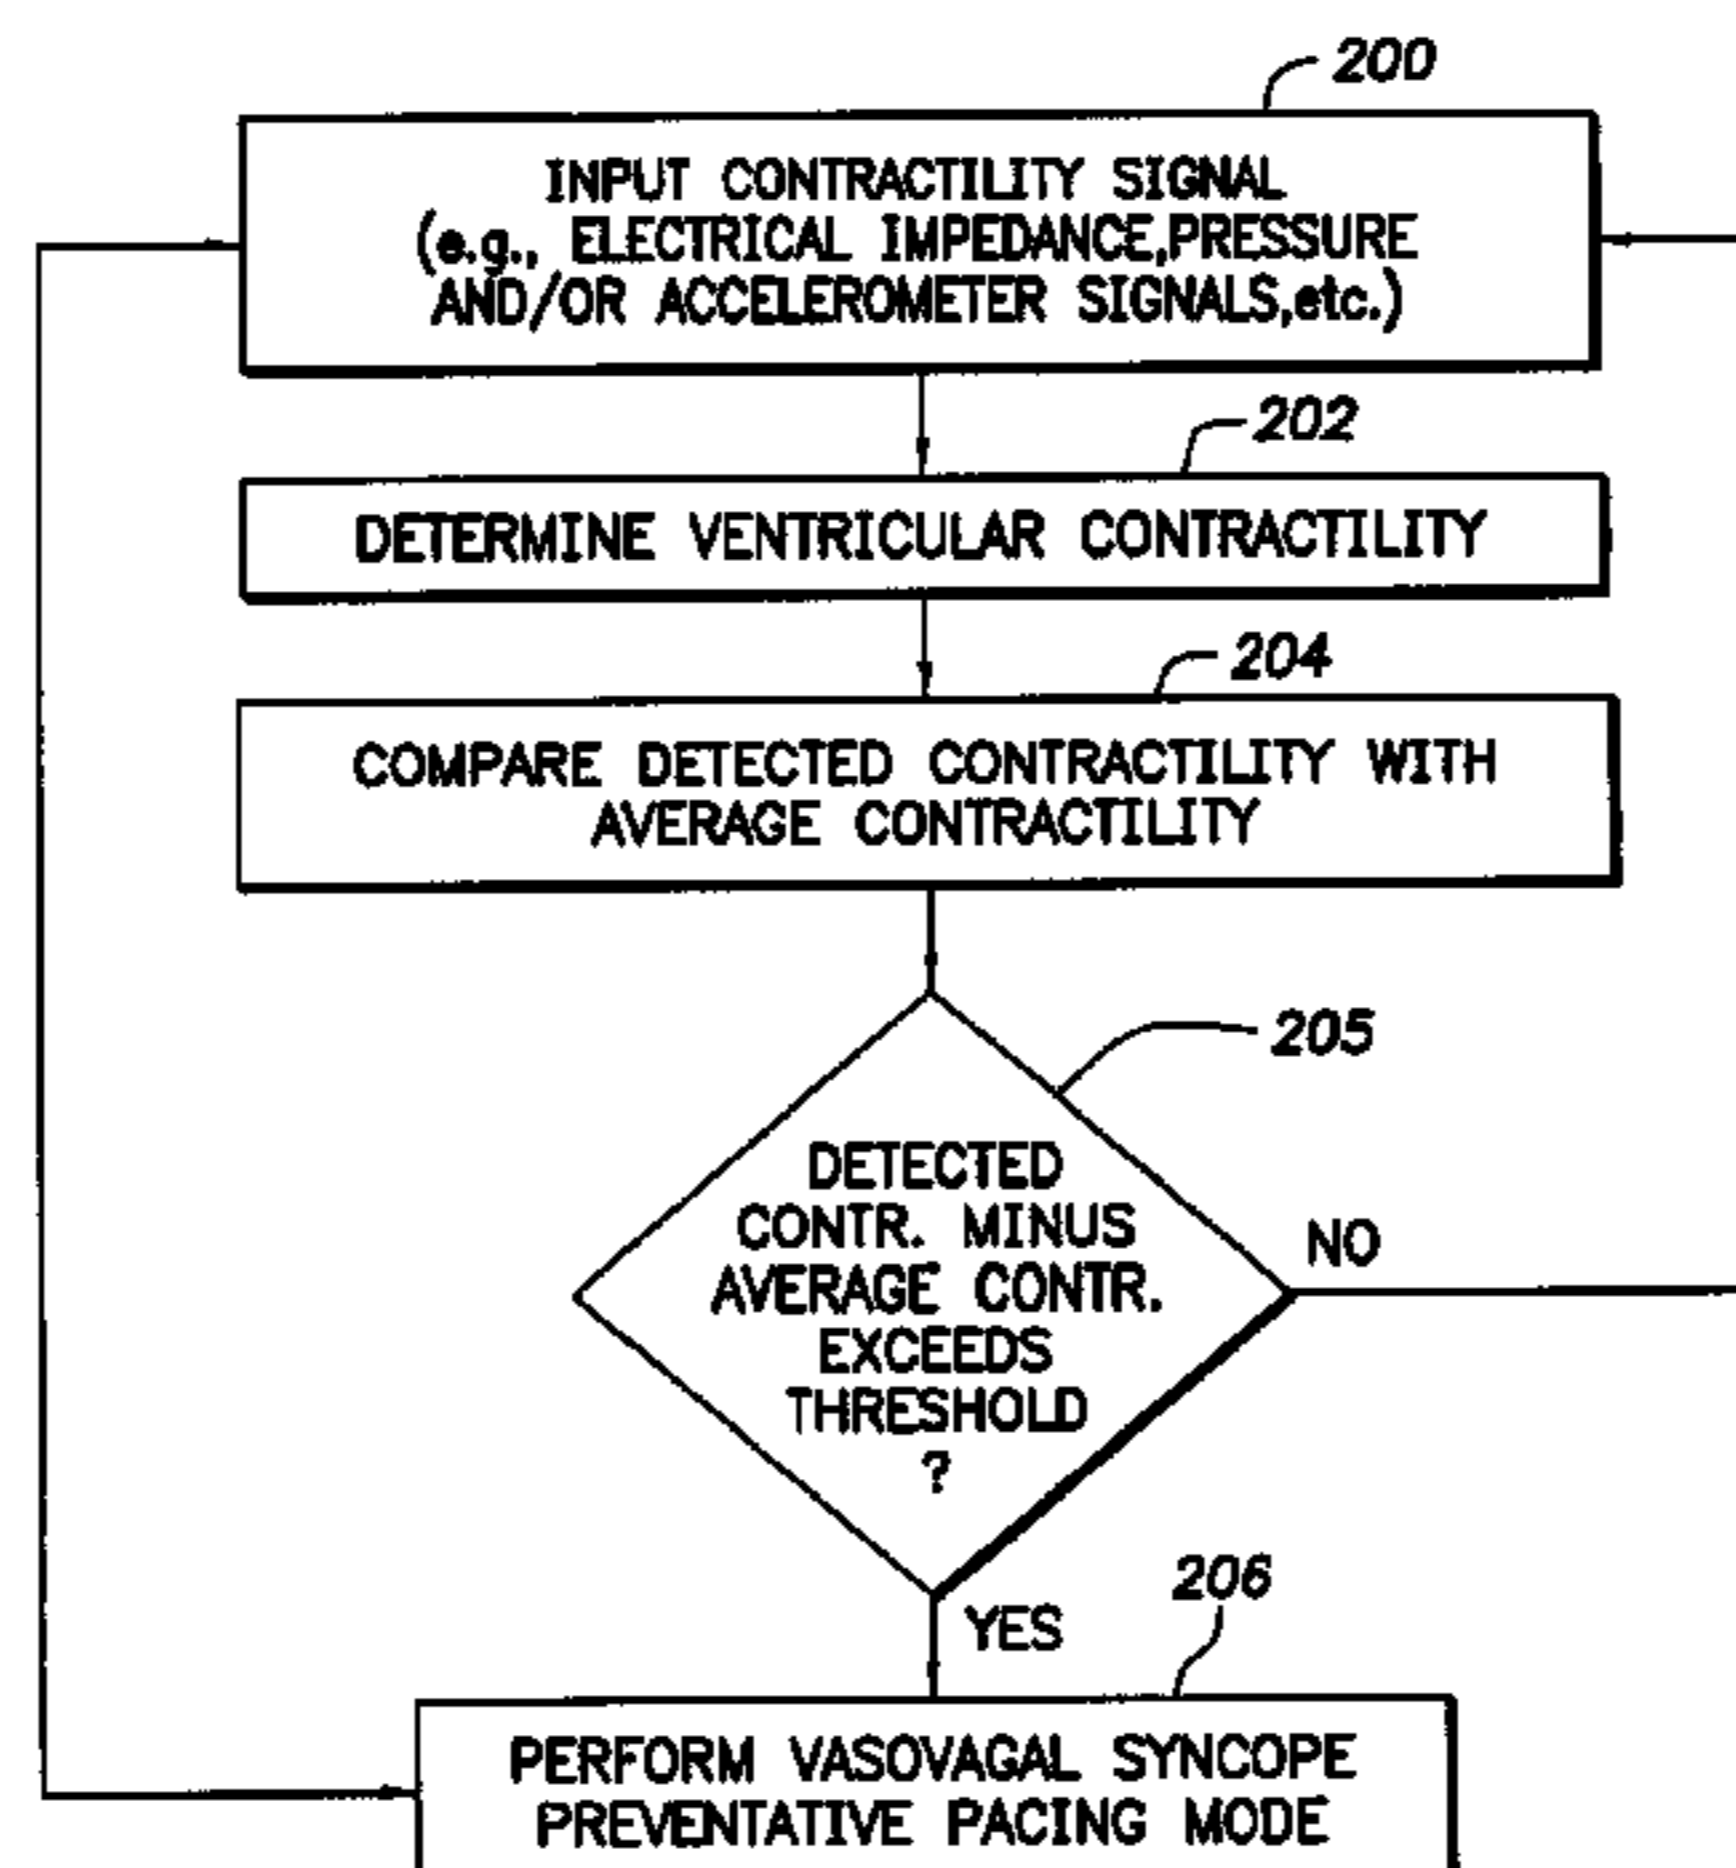 200
INPUT CONTRACTILITY SIGNAL
(e.g., ELECTRICAL IMPEDANCE,PRESSURE
AND/OR ACCELEROMETER SIGNALS,etc.)
202
DETERMINE VENTRICULAR CONTRACTILITY
204
COMPARE DETECTED CONTRACTILITY WITH
AVERAGE CONTRACTILITY
205
DETECTED
CONTR. MINUS
AVERAGE CONTR.
EXCEEDS
THRESHOLD
?
NO
YES
206
PERFORM VASOVAGAL SYNCOPE
PREVENTATIVE PACING MODE